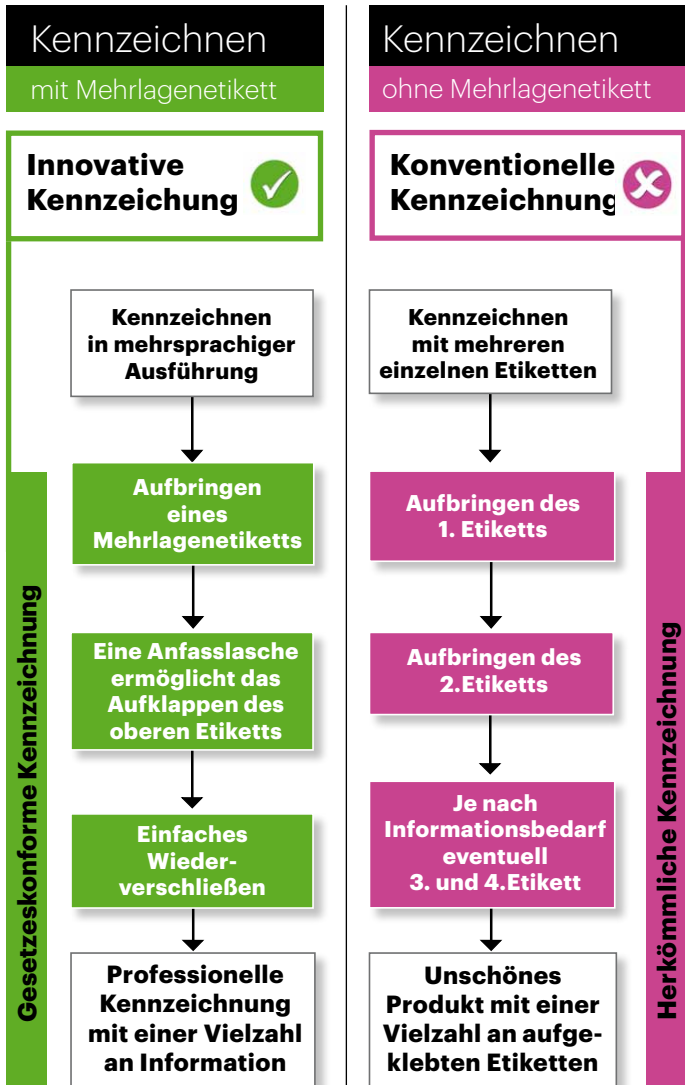 Kennzeichnen
mit Mehrlagenetikett
Innovative
Kennzeichung
Kennzeichnen
in mehrsprachiger
Ausführung
Aufbringen
eines
Mehrlagenetiketts
Eine Anfasslasche
ermöglicht das
Aufklappen des
oberen Etiketts
Einfaches
Wieder-
verschließen
Professionelle
Kennzeichnung
mit einer Vielzahl
an Information
Gesetzeskonforme Kennzeichnung
Kennzeichnen
ohne Mehrlagenetikett
Konventionelle
Kennzeichnung
Kennzeichnen
mit mehreren
einzelnen Etiketten
Aufbringen des
1. Etiketts
Aufbringen des
2.Etiketts
Je nach
Informationsbedarf
eventuell
3. und 4.Etikett
Unschönes
Produkt mit einer
Vielzahl an aufge-
klebten Etiketten
Herkömmliche Kennzeichnung